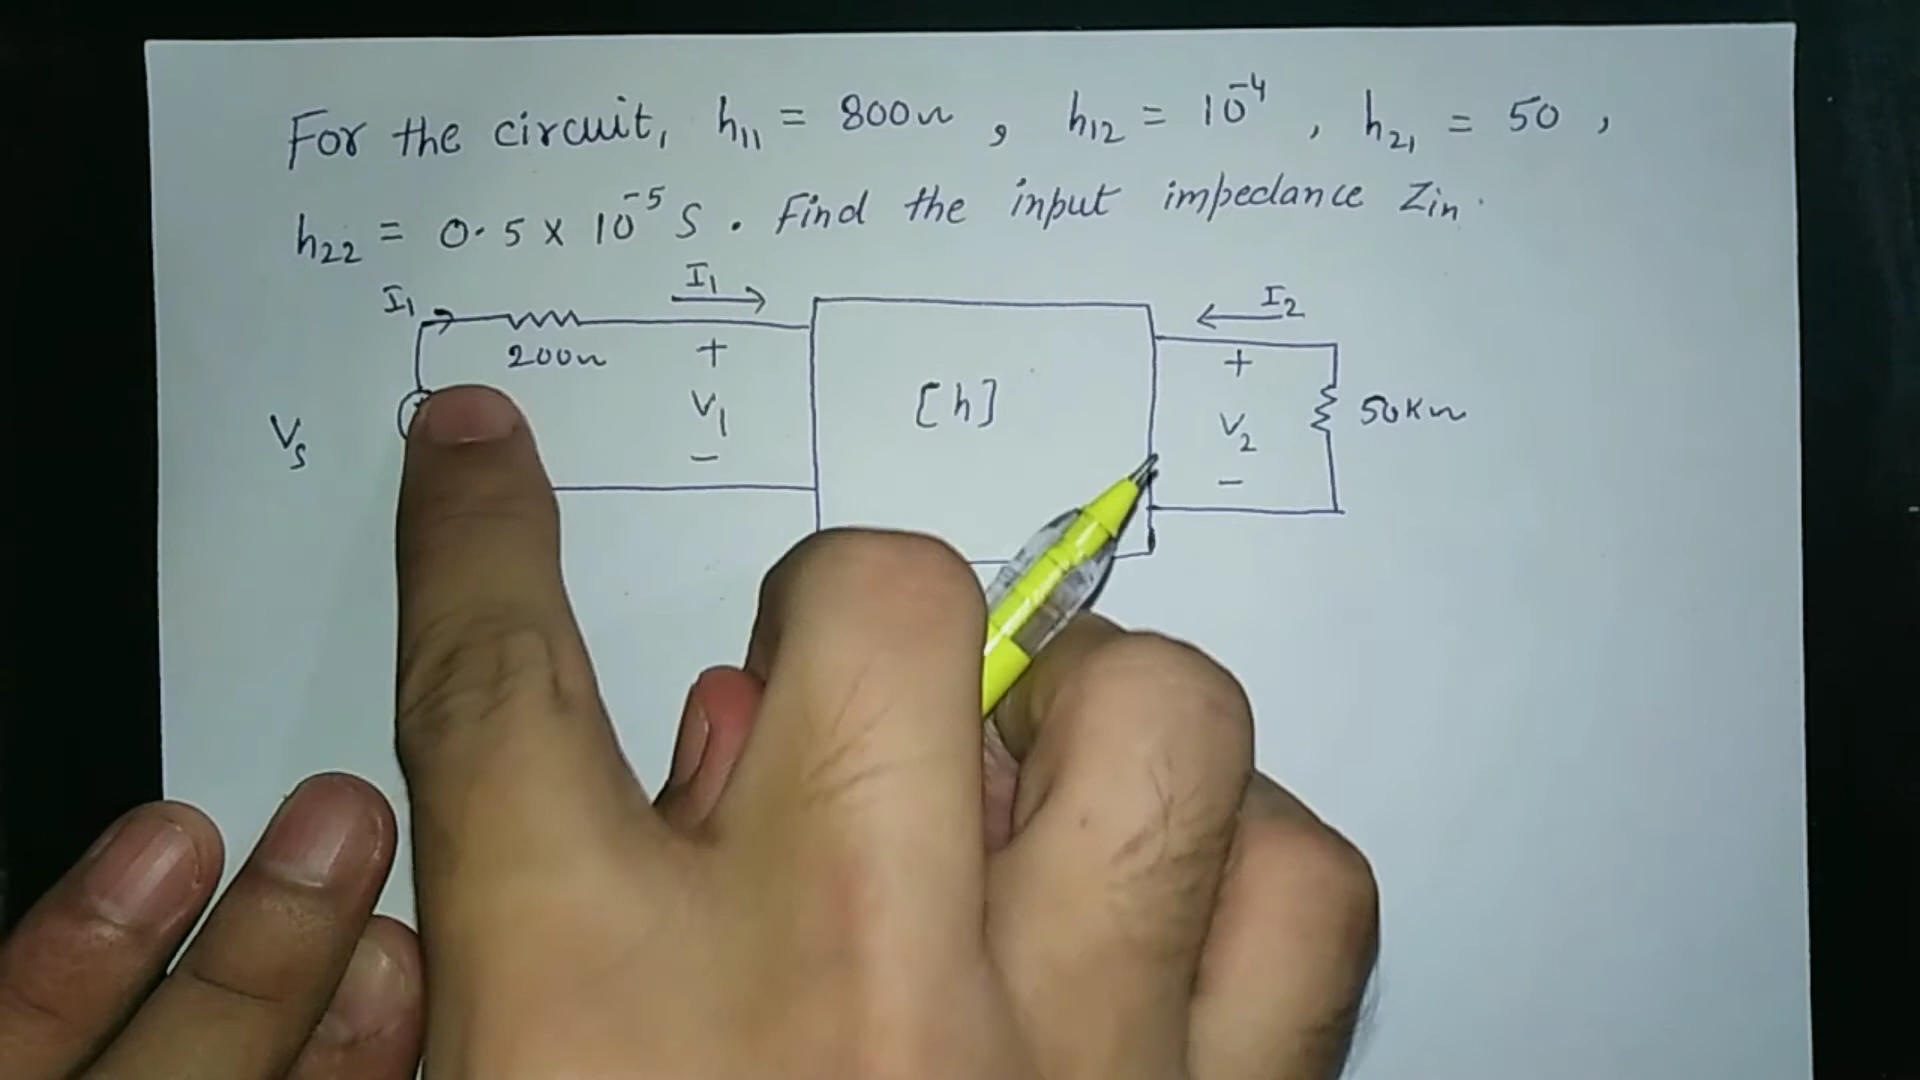 For the circuit, h11 = 800Ω , h12 = 10^-4 , h21 = 50 ,
h22 = 0.5 x 10^-5 S . Find the input impedance Zin.
I1
I1
I2
200Ω
+
+
V1
[h]
V2
50KΩ
Vs
−
−